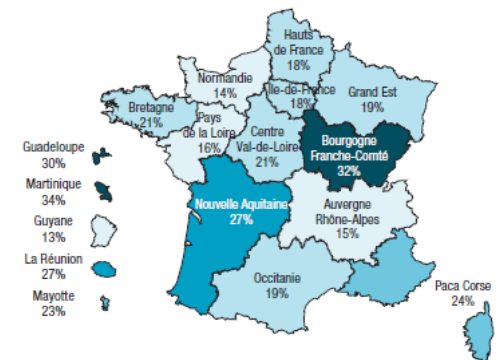 Hauts
de France
18%
Normandie
14%
Île-de-France
18%
Grand Est
19%
Bretagne
21%
Pays
de la Loire
16%
Centre
Val-de-Loire
21%
Bourgogne
Franche-Comté
32%
Guadeloupe
30%
Martinique
34%
Guyane
13%
La Réunion
27%
Mayotte
23%
Nouvelle Aquitaine
27%
Auvergne
Rhône-Alpes
15%
Occitanie
19%
Paca Corse
24%